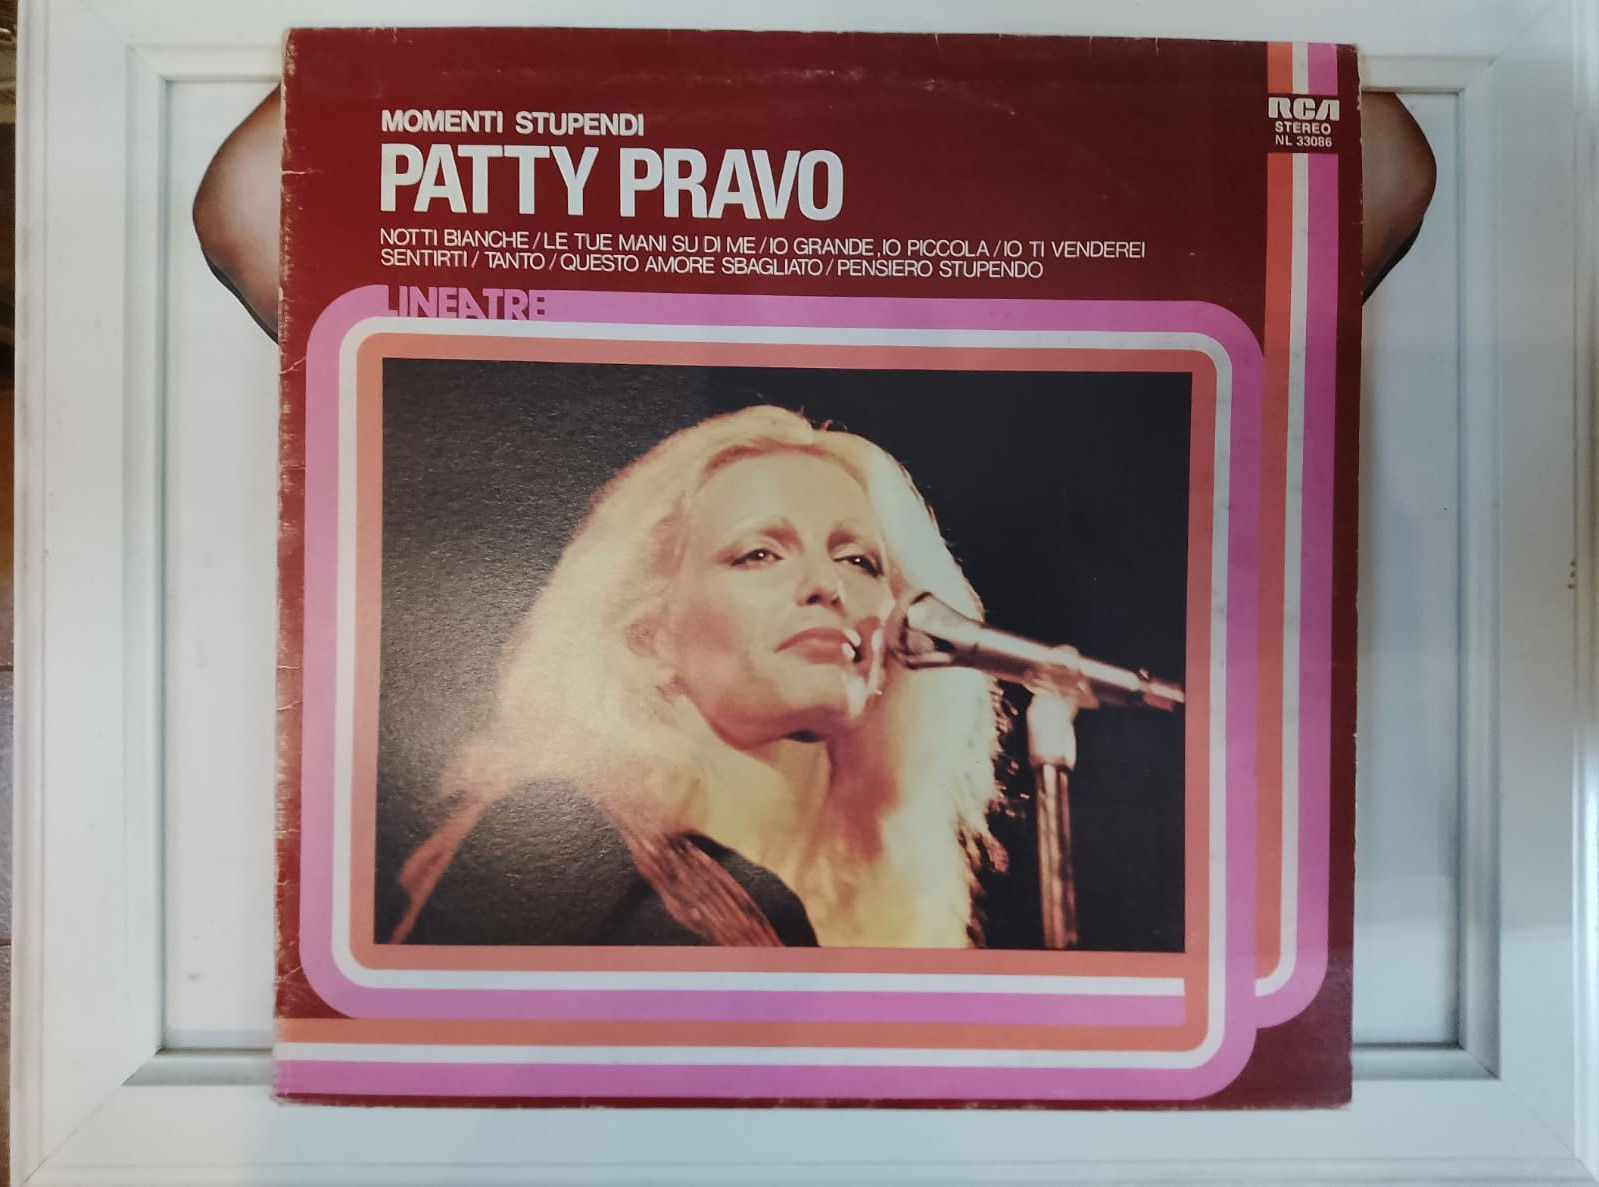 MOMENTI STUPENDI
PATTY PRAVO
NOTTI BIANCHE/LE TUE MANI SU DI ME/IO GRANDE,IO PICCOLA/IO TI VENDEREI
SENTIRTI/TANTO/QUESTO AMORE SBAGLIATO/PENSIERO STUPENDO
LINEATRE
RCA
STEREO
NL 33086